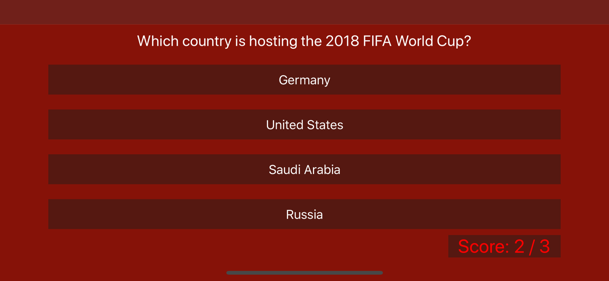 Which country is hosting the 2018 FIFA World Cup?
Germany
United States
Saudi Arabia
Russia
Score: 2 / 3